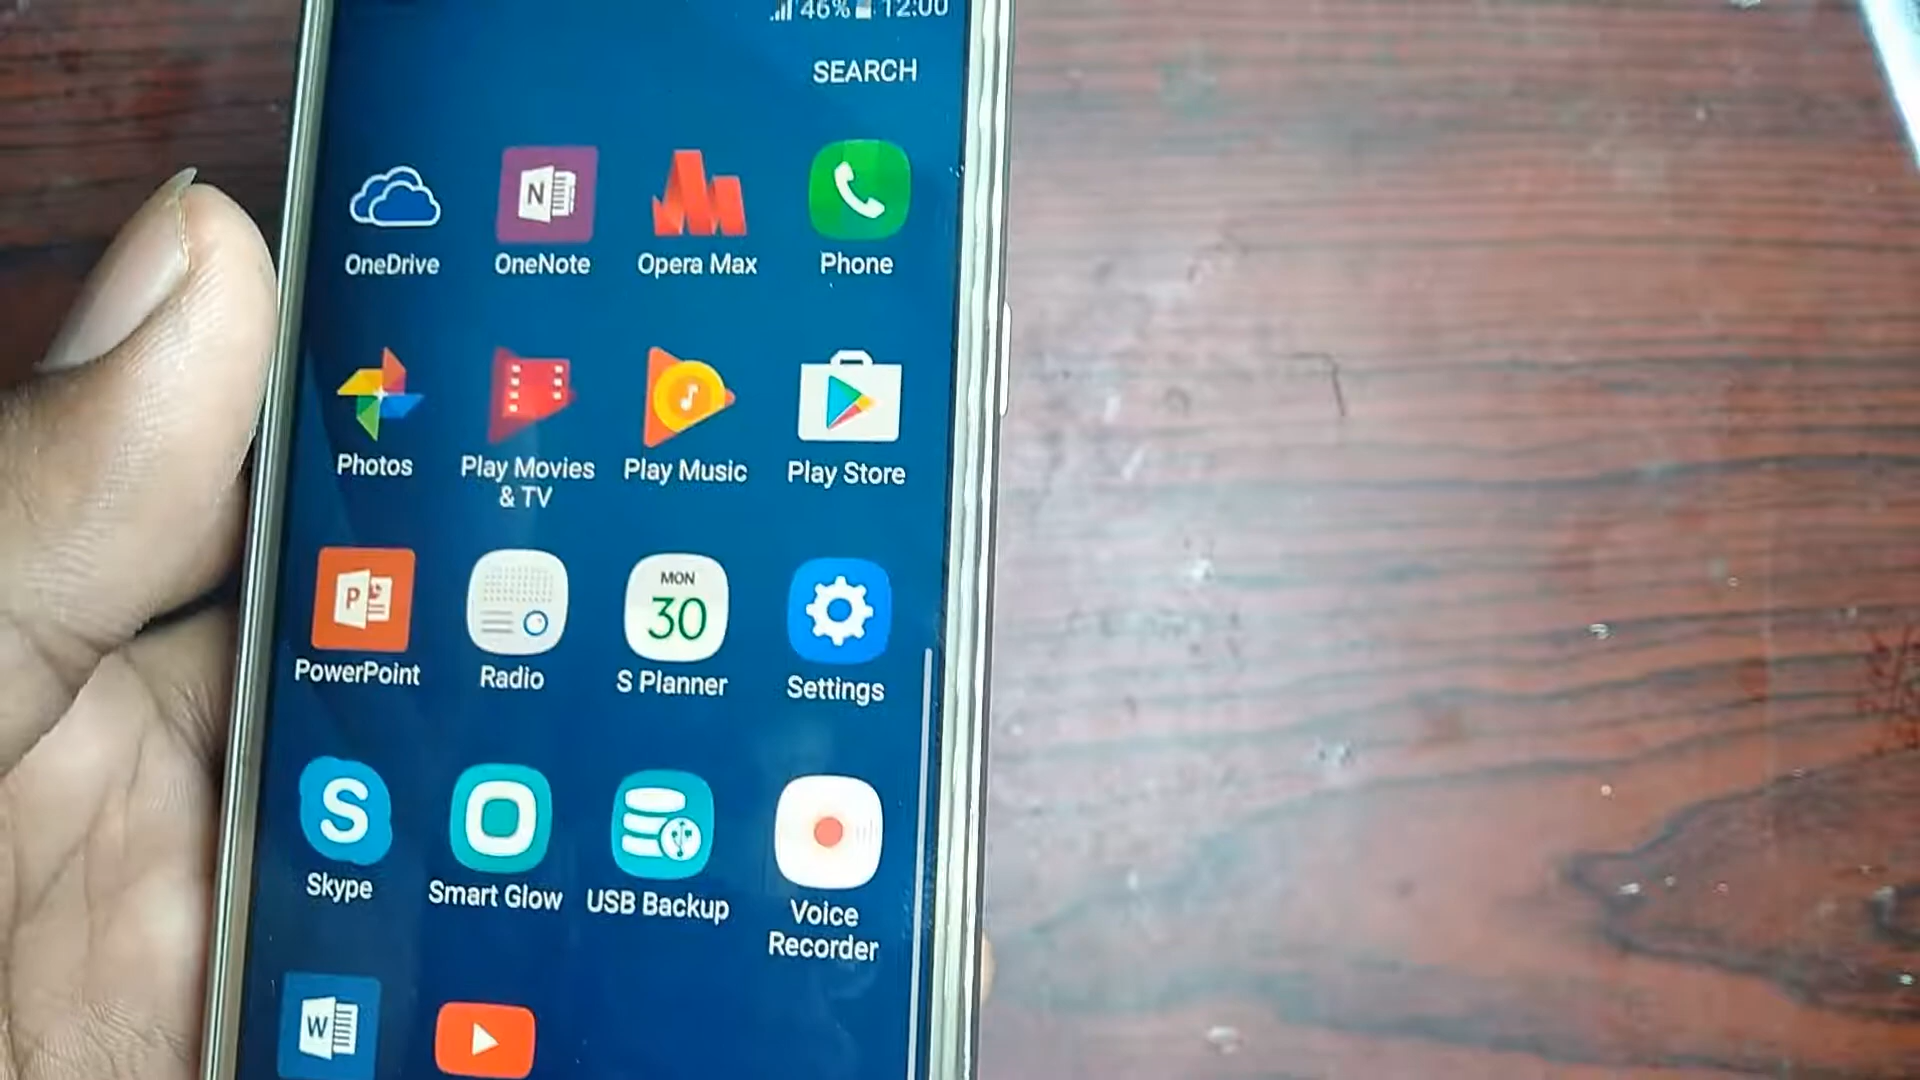 46% 12:00
SEARCH
N
OneDrive OneNote Opera Max Phone
Photos Play Movies & TV Play Music Play Store
P
MON
30
PowerPoint Radio S Planner Settings
S
Skype Smart Glow USB Backup Voice Recorder
W